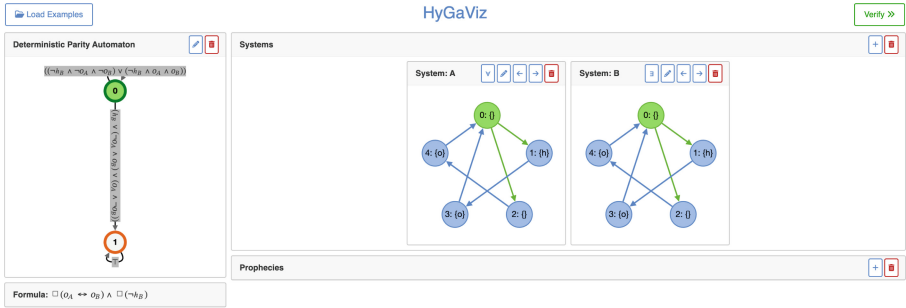 Load Examples
HyGaViz
Verify »
Deterministic Parity Automaton
((¬h_B ∧ ¬o_A ∧ ¬o_B) ∨ (¬h_B ∧ o_A ∧ o_B))
0
1
⊤
Formula: □(o_A ↔ o_B) ∧ □(¬h_B)
Systems
+
System: A
∀
←
→
0: {}
4: {o}
1: {h}
3: {o}
2: {}
System: B
∃
←
→
0: {}
4: {o}
1: {h}
3: {o}
2: {}
Prophecies
+